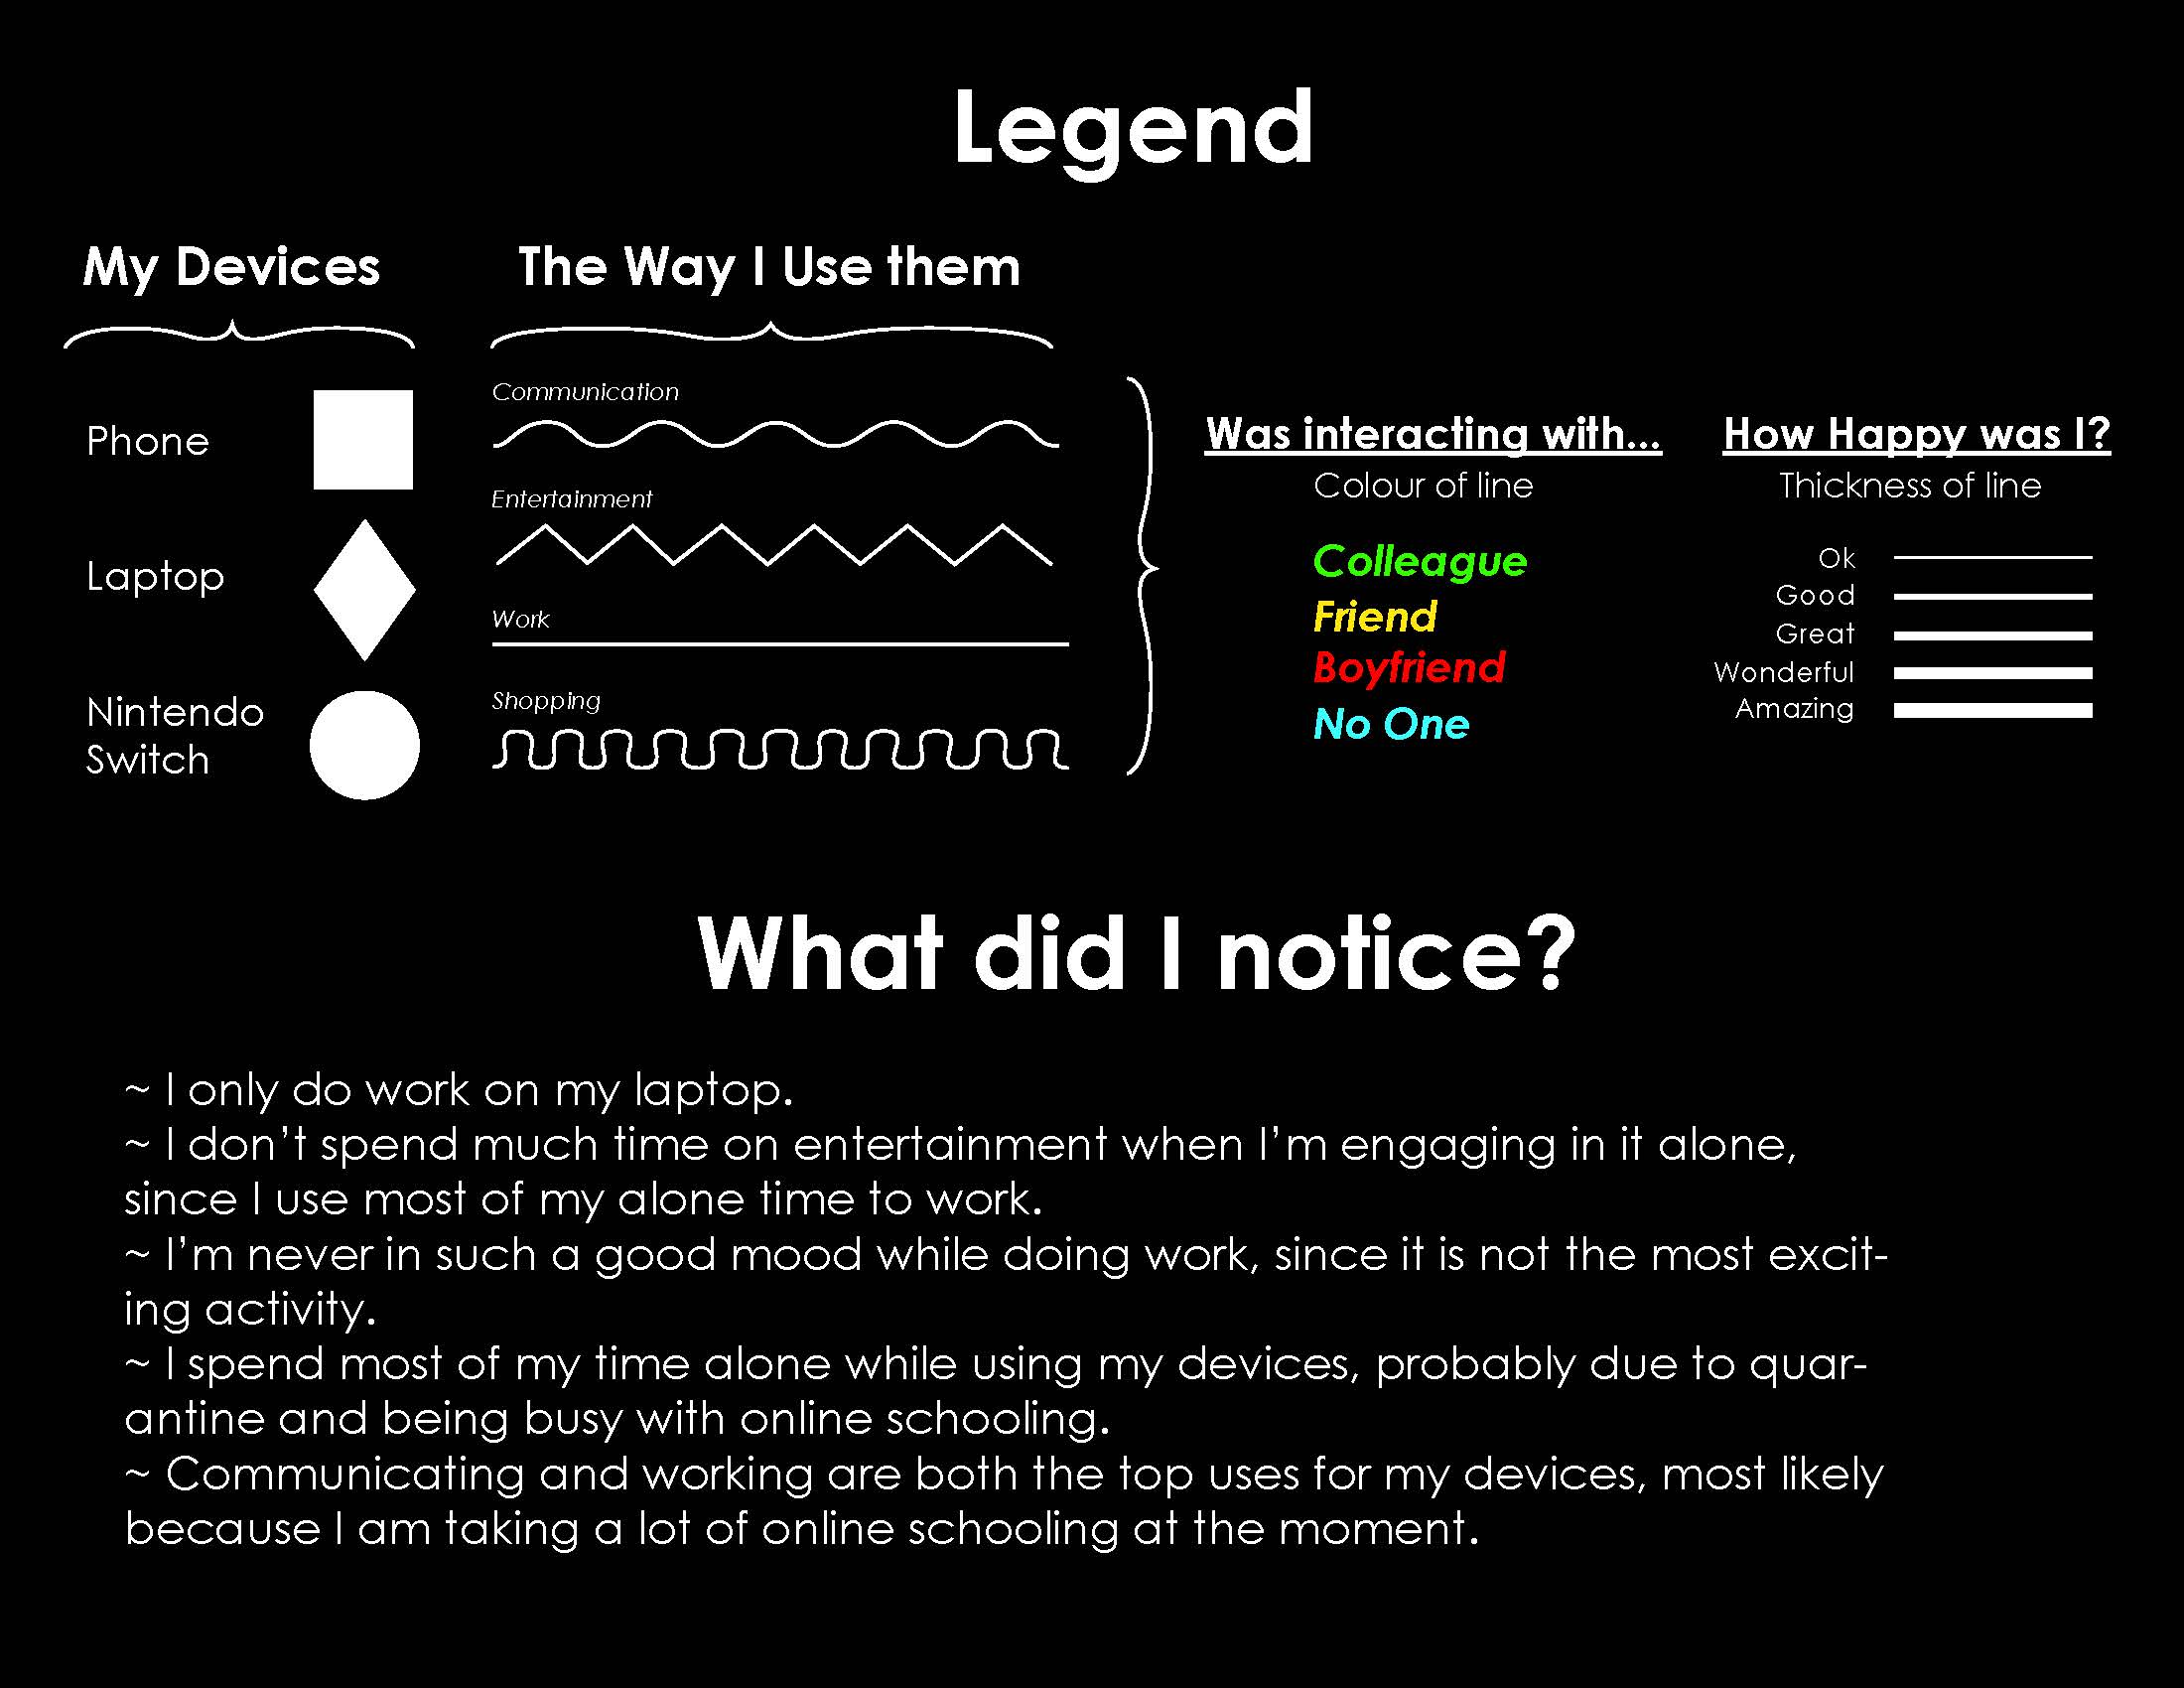 Legend
My Devices
The Way I Use them
Phone
Laptop
Nintendo
Switch
Communication
Entertainment
Work
Shopping
Was interacting with...
Colour of line
Colleague
Friend
Boyfriend
No One
How Happy was I?
Thickness of line
Ok
Good
Great
Wonderful
Amazing
What did I notice?
~ I only do work on my laptop.
~ I don’t spend much time on entertainment when I’m engaging in it alone,
since I use most of my alone time to work.
~ I’m never in such a good mood while doing work, since it is not the most excit-
ing activity.
~ I spend most of my time alone while using my devices, probably due to quar-
antine and being busy with online schooling.
~ Communicating and working are both the top uses for my devices, most likely
because I am taking a lot of online schooling at the moment.